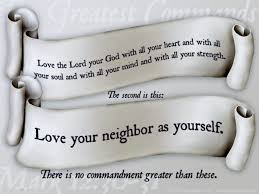 Greatest Commands
Love the Lord your God with all your heart and with all
your soul and with all your mind and with all your strength.
The second is this:
Love your neighbor as yourself.
There is no commandment greater than these.